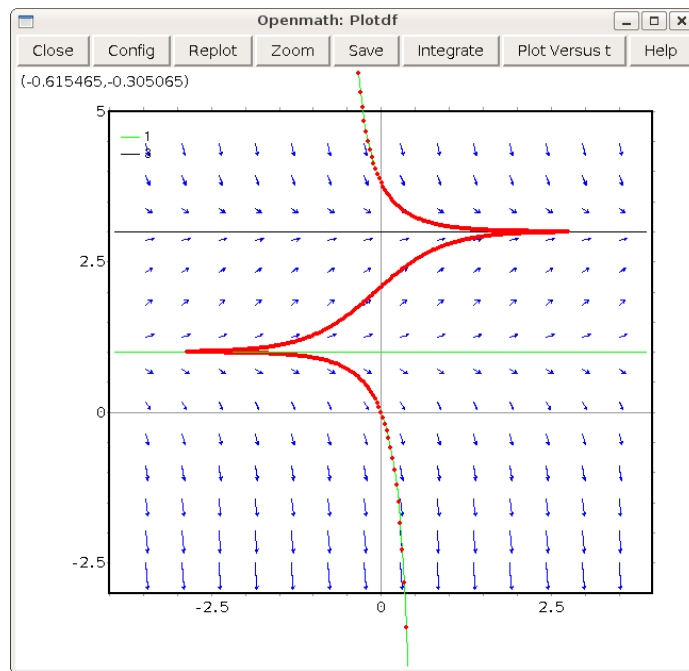 Openmath: Plotdf
Close Config Replot Zoom Save Integrate Plot Versus t Help
(-0.615465,-0.305065)
5
1
3
2.5
0
-2.5
-2.5 0 2.5